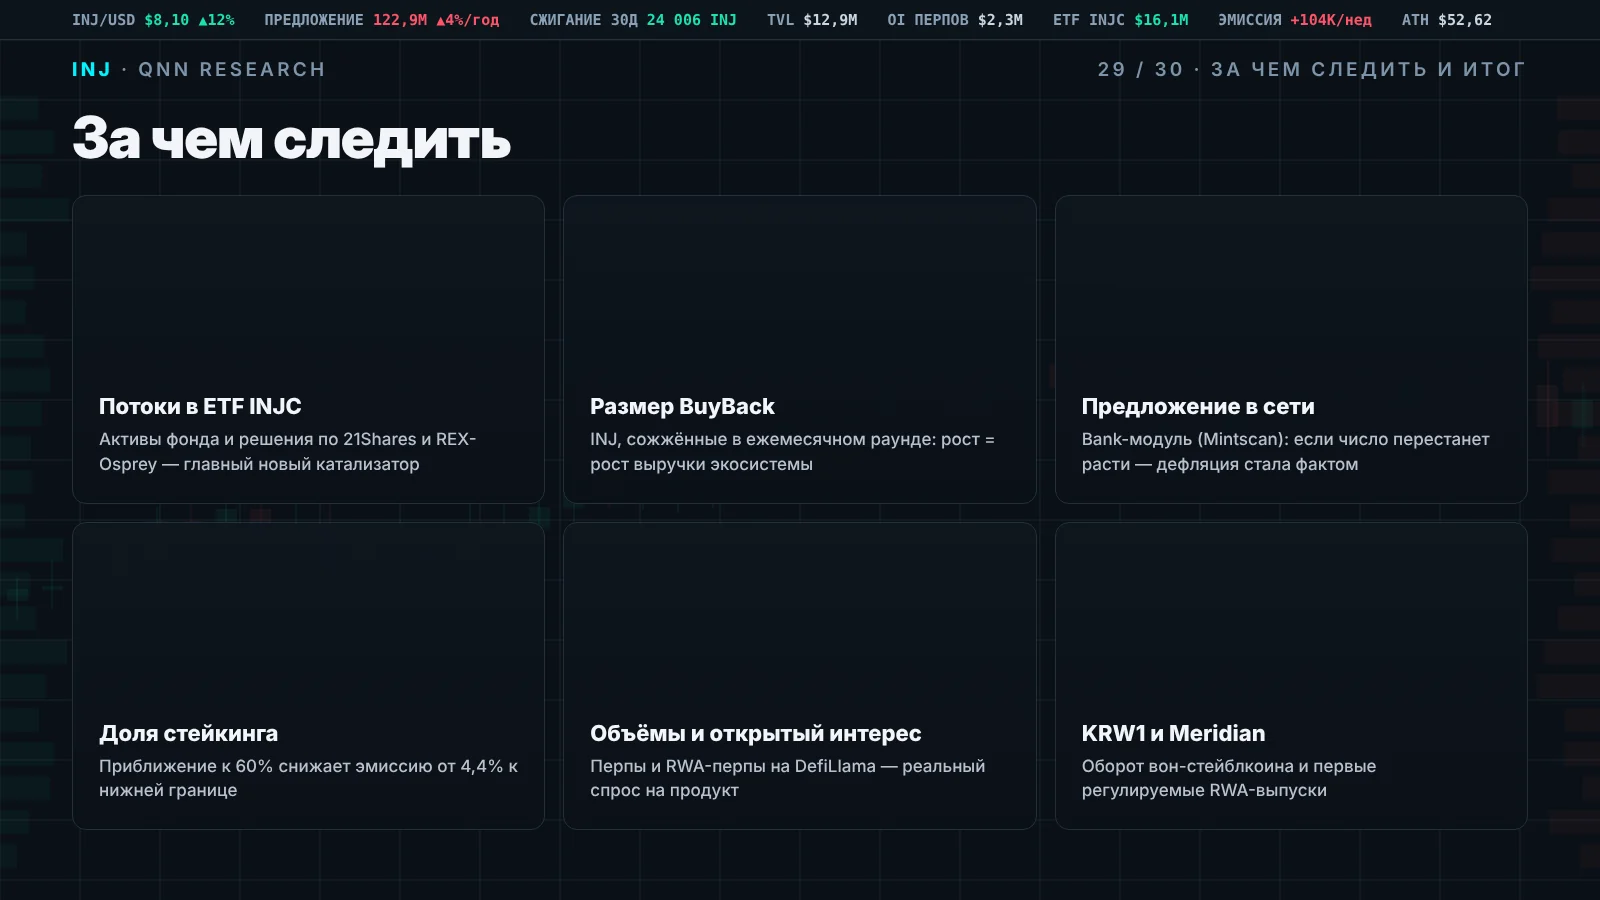 INJ/USD $8,10 ▲12% ПРЕДЛОЖЕНИЕ 122,9M ▲4%/год СЖИГАНИЕ 30Д 24 006 INJ TVL $12,9M OI ПЕРПОВ $2,3M ETF INJC $16,1M ЭМИССИЯ +104K/нед ATH $52,62
INJ · QNN RESEARCH
29 / 30 · ЗА ЧЕМ СЛЕДИТЬ И ИТОГ
За чем следить
Потоки в ETF INJC
Активы фонда и решения по 21Shares и REX-
Osprey — главный новый катализатор
Размер BuyBack
INJ, сожжённые в ежемесячном раунде: рост =
рост выручки экосистемы
Предложение в сети
Bank-модуль (Mintscan): если число перестанет
расти — дефляция стала фактом
Доля стейкинга
Приближение к 60% снижает эмиссию от 4,4% к
нижней границе
Объёмы и открытый интерес
Перпы и RWA-перпы на DefiLlama — реальный
спрос на продукт
KRW1 и Meridian
Оборот вон-стейблкоина и первые
регулируемые RWA-выпуски